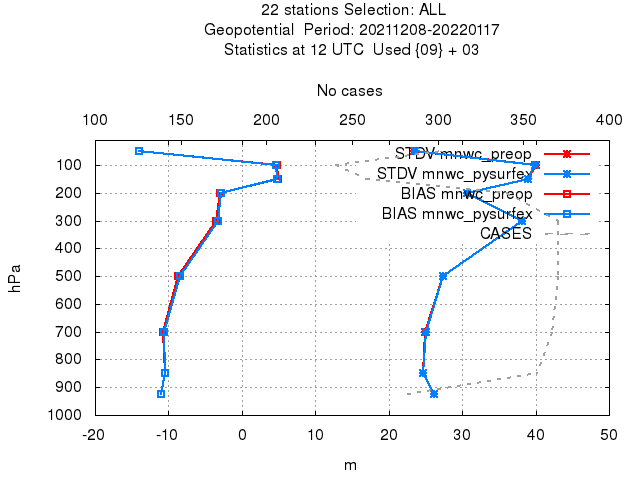 22 stations Selection: ALL
Geopotential  Period: 20211208-20220117
Statistics at 12 UTC  Used {09} + 03
No cases
100 150 200 250 300 350 400
STDV mnwc_preop
STDV mnwc_pysurfex
BIAS mnwc_preop
BIAS mnwc_pysurfex
CASES
hPa
100
200
300
400
500
600
700
800
900
1000
-20 -10 0 10 20 30 40 50
m